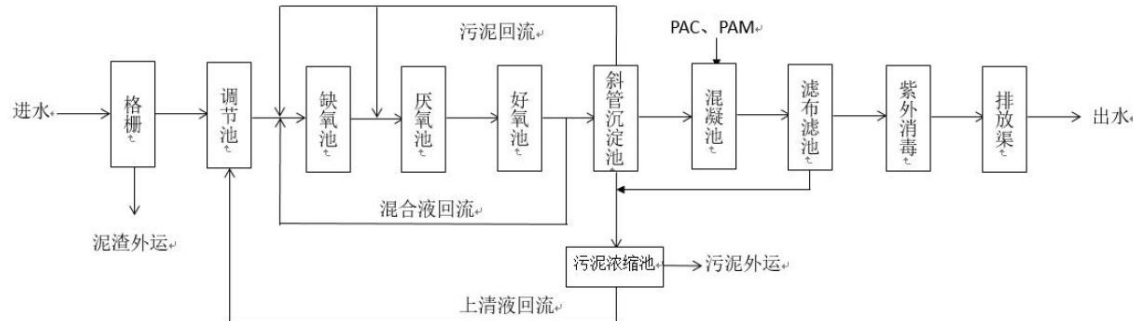 污泥回流
PAC、PAM
进水
格栅
调节池
缺氧池
厌氧池
好氧池
斜管沉淀池
混凝池
滤布滤池
紫外消毒
排放渠
出水
混合液回流
泥渣外运
污泥浓缩池
污泥外运
上清液回流